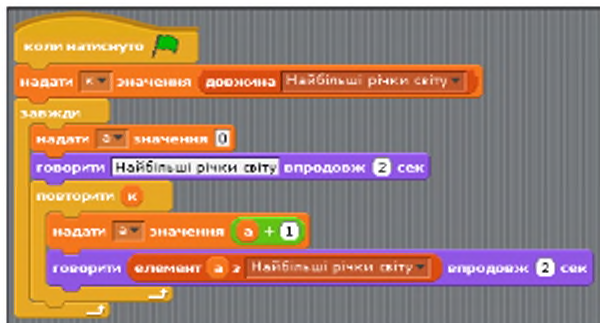 коли натиснуто
надати к значення довжина Найбільші річки світу
завжди
надати а значення 0
говорити Найбільші річки світу впродовж 2 сек
повторити к
надати а значення а + 1
говорити елемент а з Найбільші річки світу впродовж 2 сек